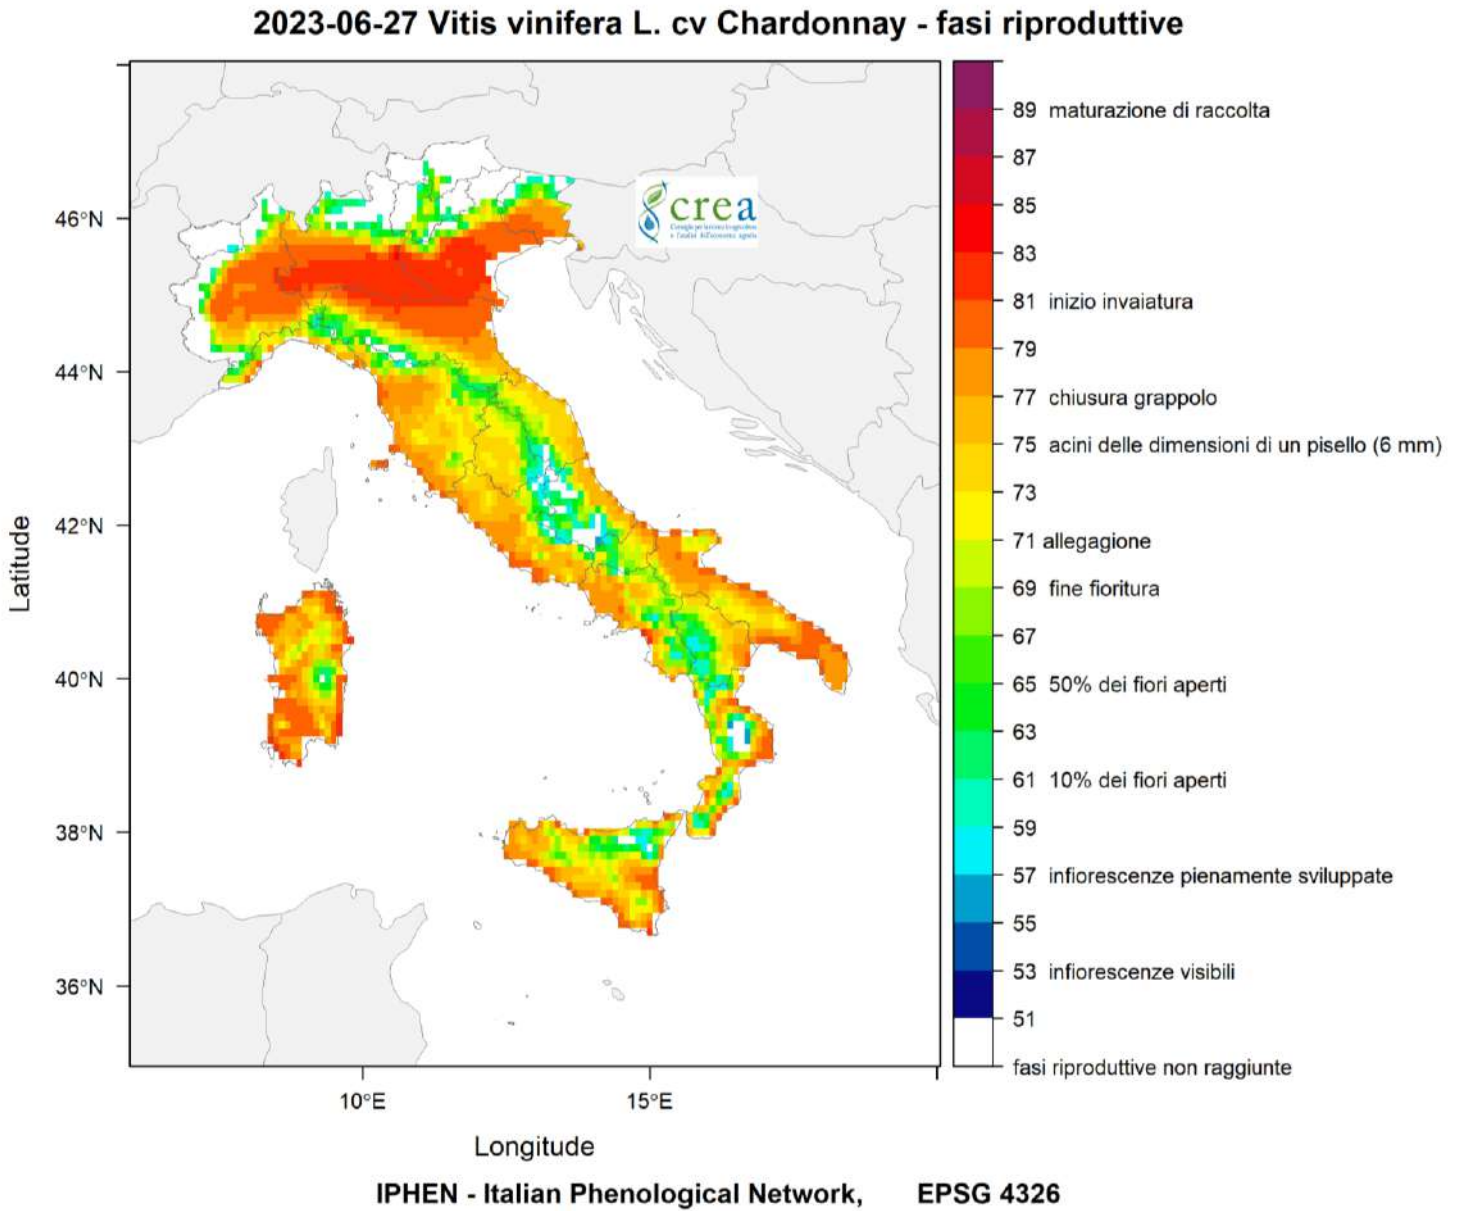 2023-06-27 Vitis vinifera L. cv Chardonnay - fasi riproduttive
89 maturazione di raccolta
87
85
83
81 inizio invaiatura
79
77 chiusura grappolo
75 acini delle dimensioni di un pisello (6 mm)
73
71 allegagione
69 fine fioritura
67
65 50% dei fiori aperti
63
61 10% dei fiori aperti
59
57 infiorescenze pienamente sviluppate
55
53 infiorescenze visibili
51
fasi riproduttive non raggiunte
crea
46°N
44°N
42°N
40°N
38°N
36°N
Latitude
10°E 15°E
Longitude
IPHEN - Italian Phenological Network, EPSG 4326